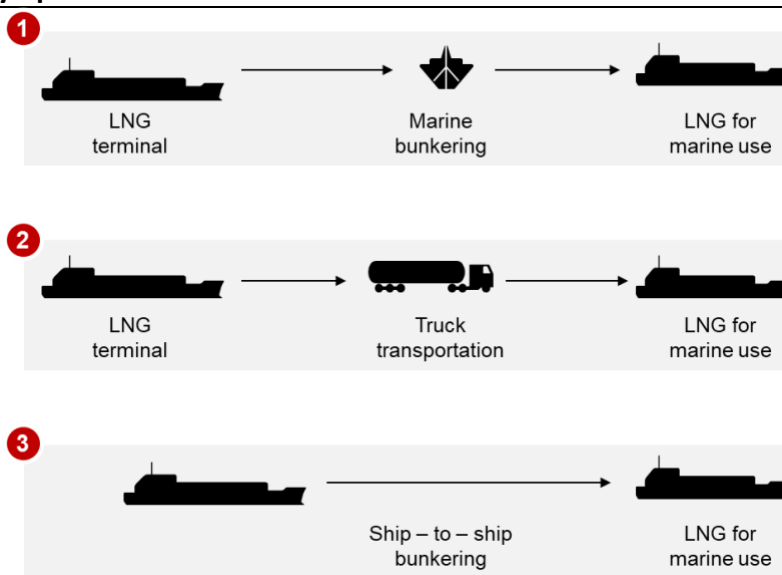 1
LNG
terminal
Marine
bunkering
LNG for
marine use
2
LNG
terminal
Truck
transportation
LNG for
marine use
3
Ship – to – ship
bunkering
LNG for
marine use